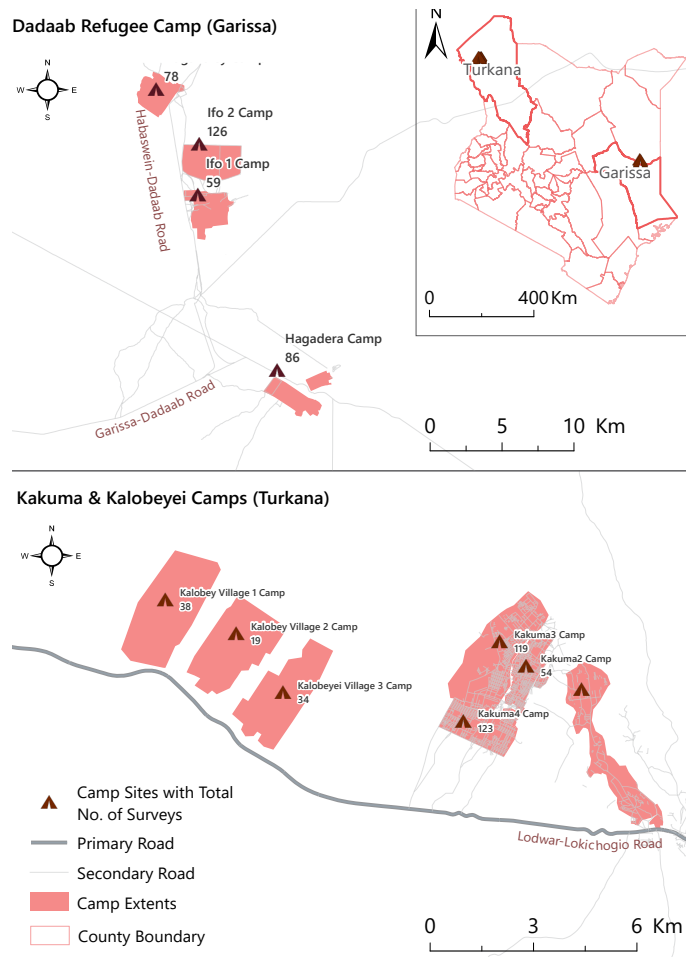 Dadaab Refugee Camp (Garissa)
N
W E
S
78
Ifo 2 Camp
126
Ifo 1 Camp
59
Habaswein-Dadaab Road
Hagadera Camp
86
Garissa-Dadaab Road
0 5 10 Km
N
Turkana
Garissa
0 400 Km
Kakuma & Kalobeyei Camps (Turkana)
N
W E
S
Kalobey Village 1 Camp
38
Kalobey Village 2 Camp
19
Kalobeyei Village 3 Camp
34
Kakuma3 Camp
119
Kakuma2 Camp
54
Kakuma4 Camp
123
Lodwar-Lokichogio Road
Camp Sites with Total
No. of Surveys
Primary Road
Secondary Road
Camp Extents
County Boundary
0 3 6 Km